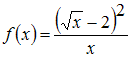 f(x) = (√x − 2)² / x